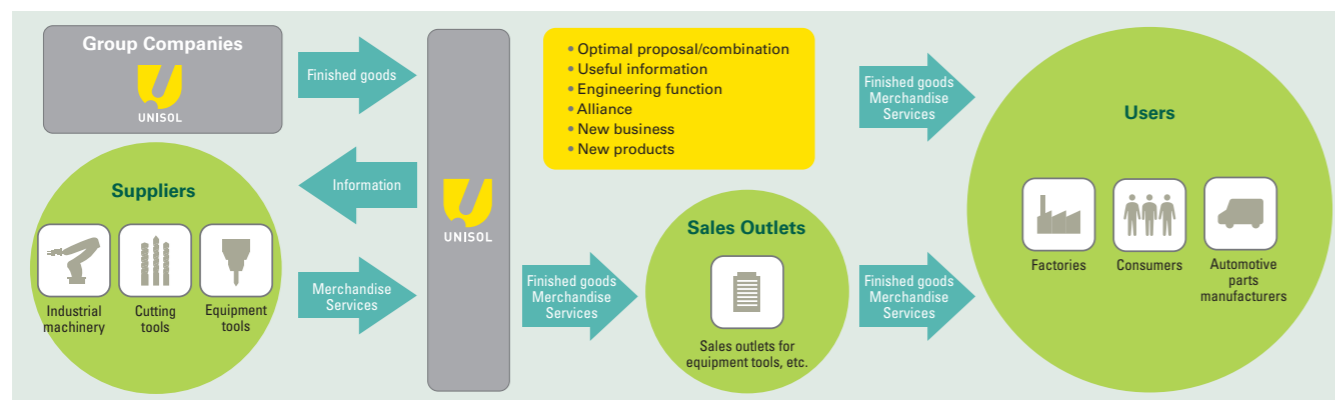 Group Companies
UNISOL
Finished goods
Suppliers
Industrial
machinery
Cutting
tools
Equipment
tools
Information
Merchandise
Services
UNISOL
• Optimal proposal/combination
• Useful information
• Engineering function
• Alliance
• New business
• New products
Finished goods
Merchandise
Services
Sales Outlets
Sales outlets for
equipment tools, etc.
Finished goods
Merchandise
Services
Finished goods
Merchandise
Services
Users
Factories
Consumers
Automotive
parts
manufacturers